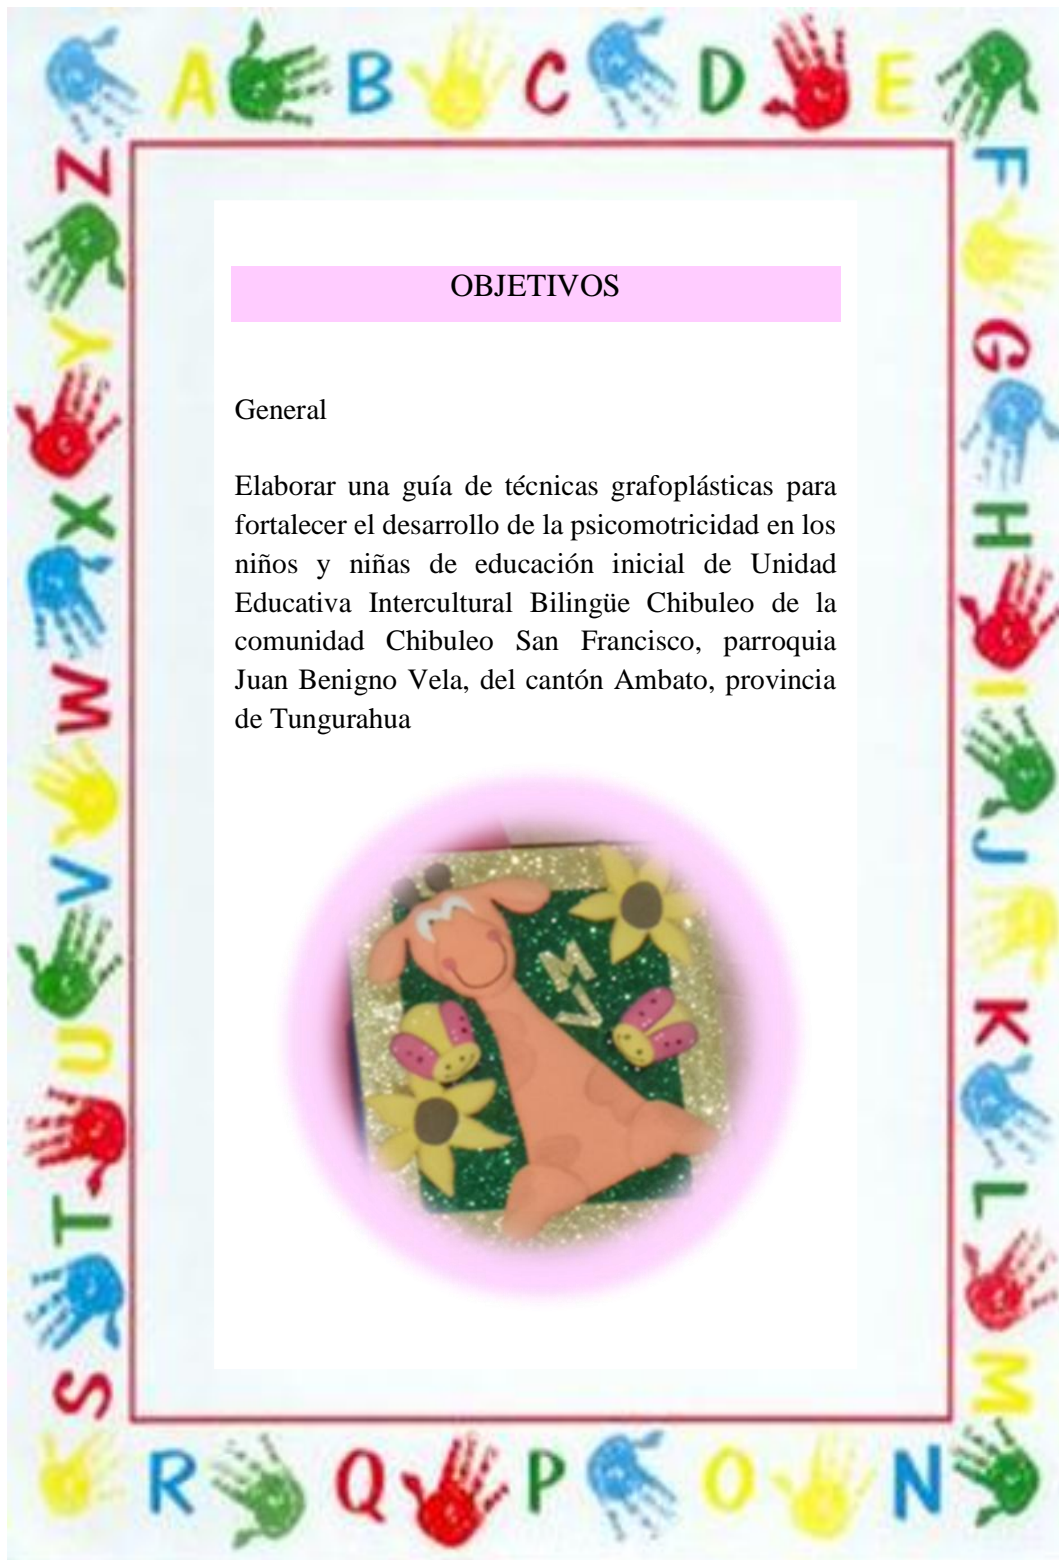 A B C D E
F
G
H
I
J
K
L
M
N
O
P
Q
R
S
T
U
V
W
X
Y
Z
OBJETIVOS
General
Elaborar una guía de técnicas grafoplásticas para
fortalecer el desarrollo de la psicomotricidad en los
niños y niñas de educación inicial de Unidad
Educativa Intercultural Bilingüe Chibuleo de la
comunidad Chibuleo San Francisco, parroquia
Juan Benigno Vela, del cantón Ambato, provincia
de Tungurahua